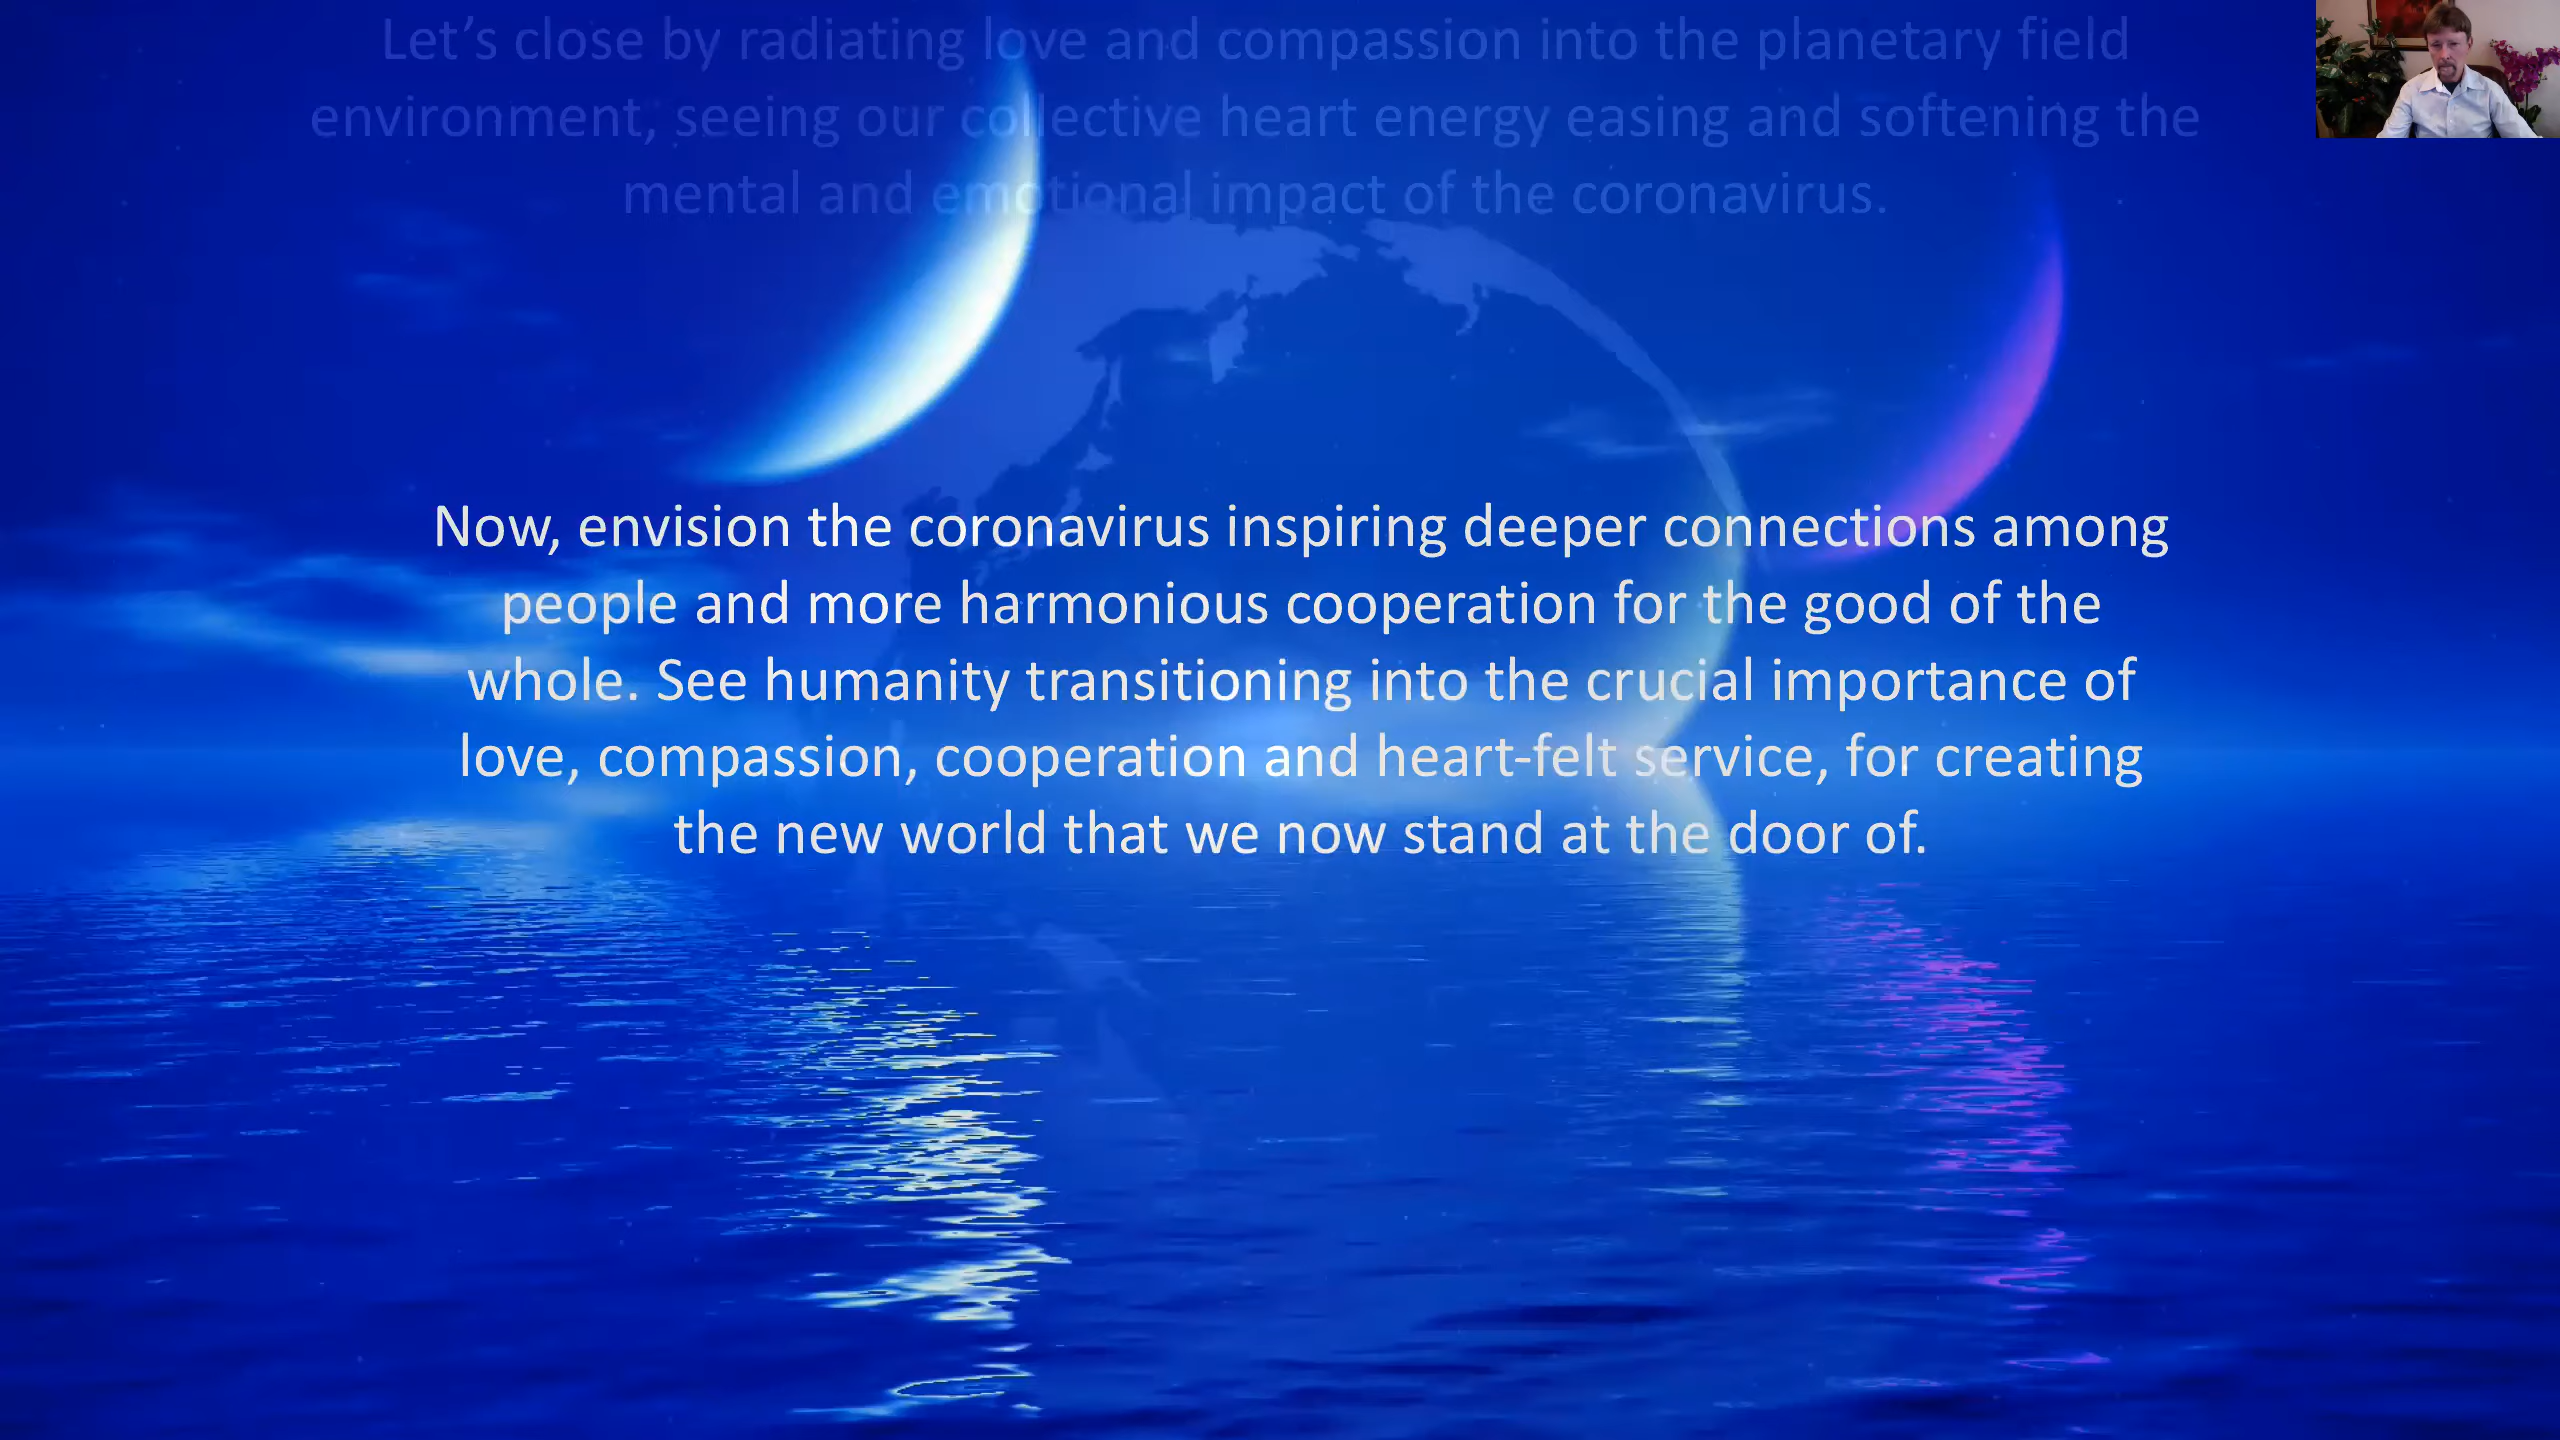 Let’s close by radiating love and compassion into the planetary field
environment, seeing our collective heart energy easing and softening the
mental and emotional impact of the coronavirus.
Now, envision the coronavirus inspiring deeper connections among
people and more harmonious cooperation for the good of the
whole. See humanity transitioning into the crucial importance of
love, compassion, cooperation and heart-felt service, for creating
the new world that we now stand at the door of.